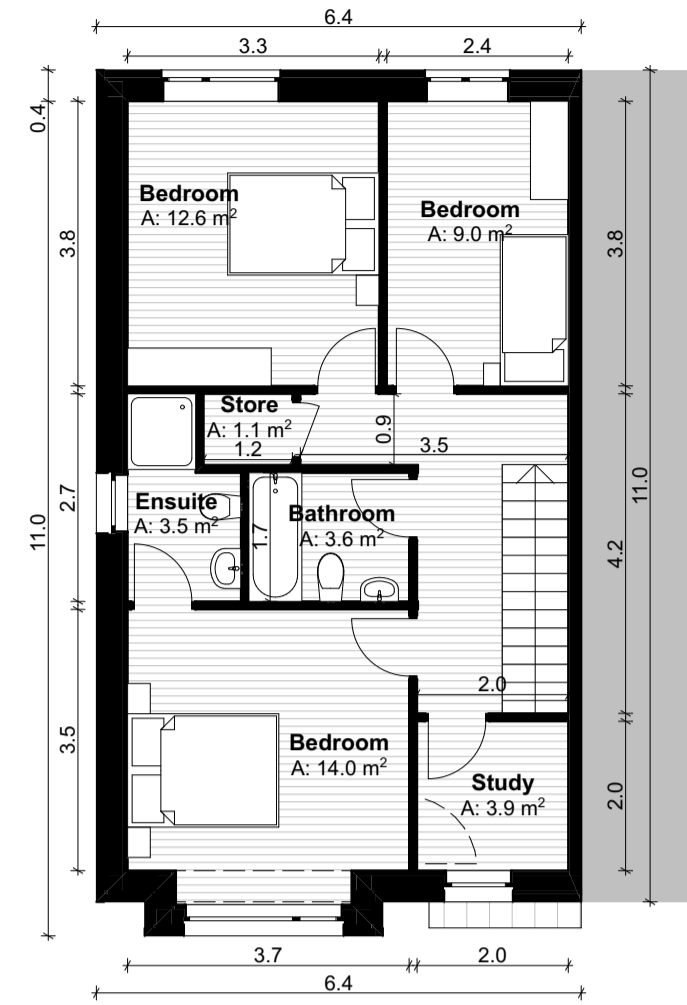 6.4
3.3
2.4
0.4
Bedroom
A: 12.6 m²
Bedroom
A: 9.0 m²
3.8
3.8
Store
A: 1.1 m²
1.2
0.9
3.5
2.7
11.0
11.0
Ensuite
A: 3.5 m²
Bathroom
A: 3.6 m²
1.7
4.2
2.0
3.5
Bedroom
A: 14.0 m²
Study
A: 3.9 m²
2.0
3.7
2.0
6.4